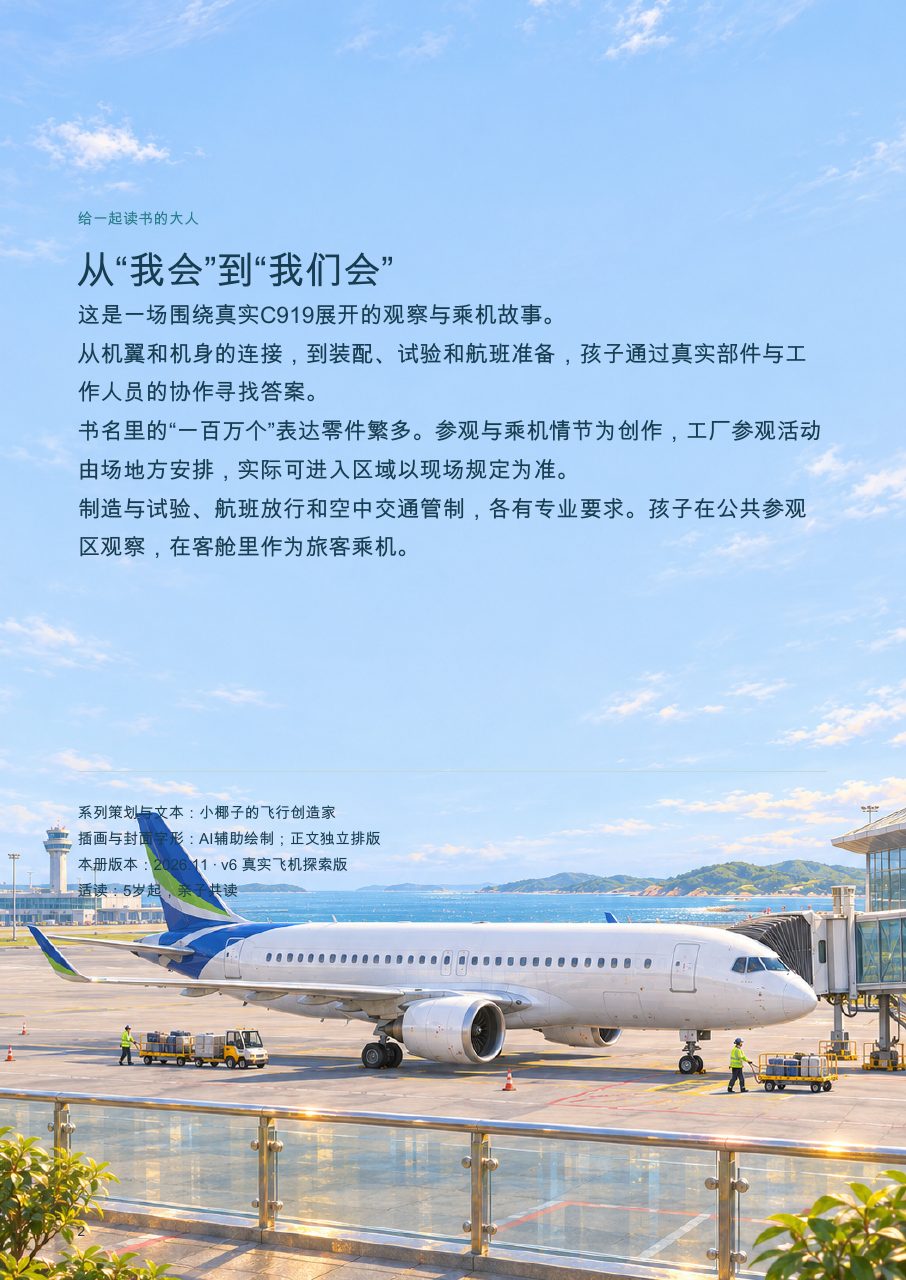 给一起读书的大人
从“我会”到“我们会”
这是一场围绕真实C919展开的观察与乘机故事。
从机翼和机身的连接，到装配、试验和航班准备，孩子通过真实部件与工
作人员的协作寻找答案。
书名里的“一百万个”表达零件繁多。参观与乘机情节为创作，工厂参观活动
由场地方安排，实际可进入区域以现场规定为准。
制造与试验、航班放行和空中交通管制，各有专业要求。孩子在公共参观
区观察，在客舱里作为旅客乘机。
系列策划与文本：小椰子的飞行创造家
插画与封面字形：AI辅助绘制；正文独立排版
本册版本：2026.11 · v6 真实飞机探索版
适读：5岁起，亲子共读
2